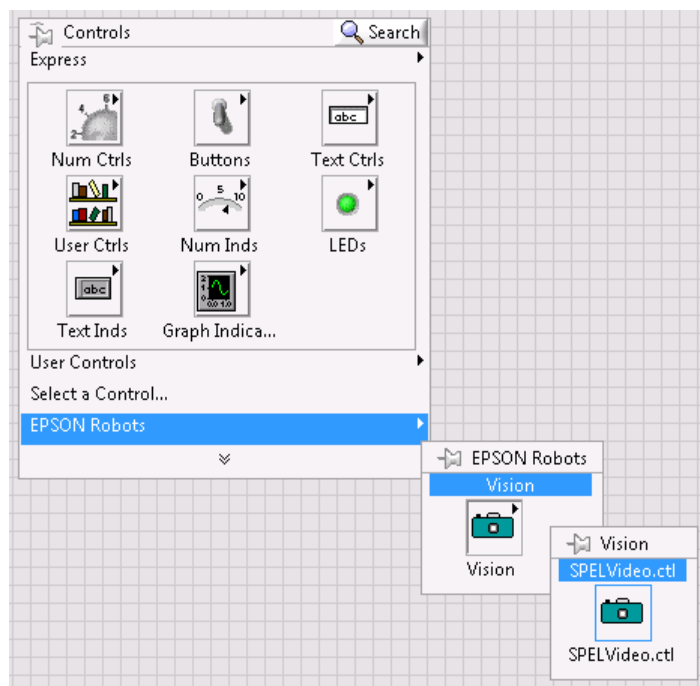 Controls
Search
Express
Num Ctrls
Buttons
Text Ctrls
User Ctrls
Num Inds
LEDs
Text Inds
Graph Indica...
User Controls
Select a Control...
EPSON Robots
EPSON Robots
Vision
Vision
Vision
SPELVideo.ctl
SPELVideo.ctl